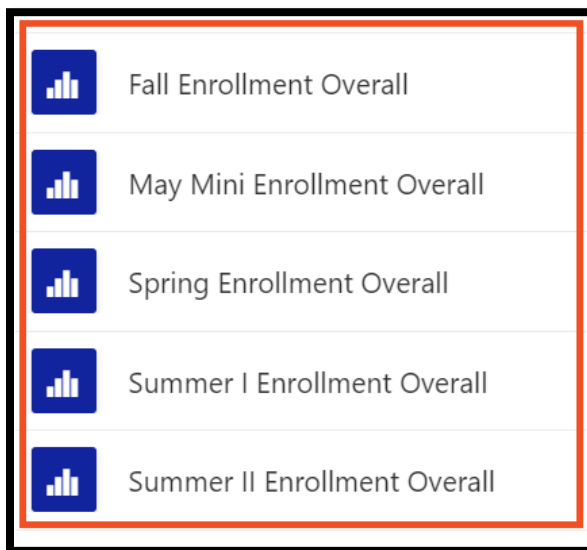 Fall Enrollment Overall
May Mini Enrollment Overall
Spring Enrollment Overall
Summer I Enrollment Overall
Summer II Enrollment Overall